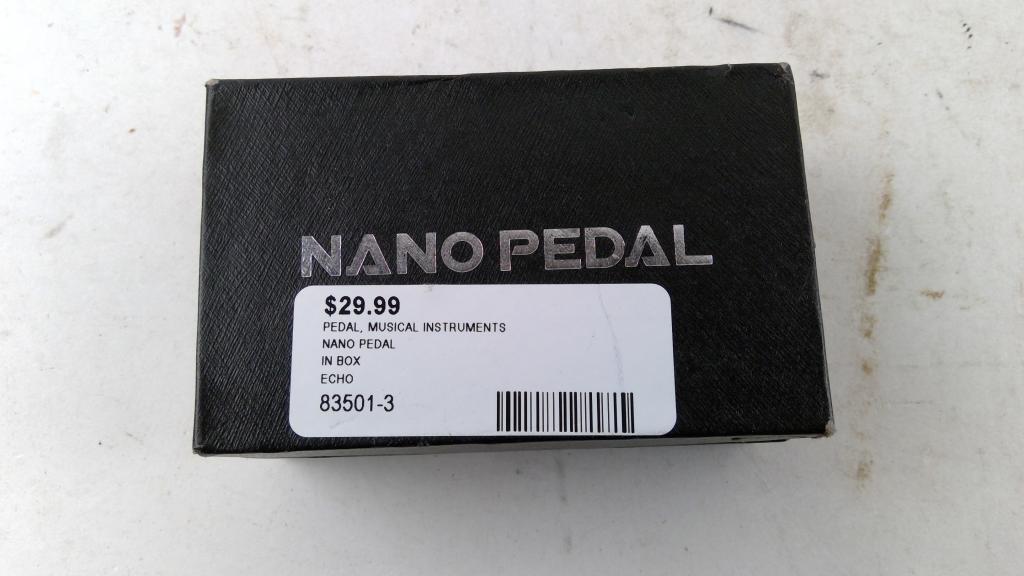 NANO PEDAL
$29.99
PEDAL, MUSICAL INSTRUMENTS
NANO PEDAL
IN BOX
ECHO
83501-3